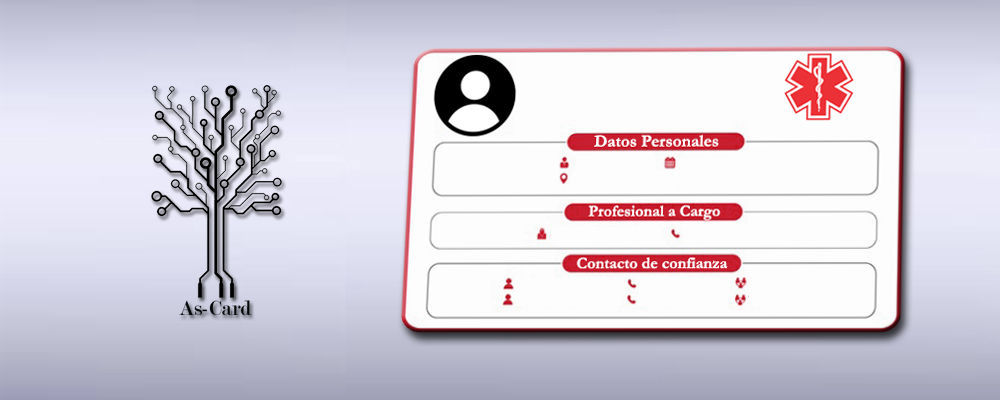 As-Card
Datos Personales
Profesional a Cargo
Contacto de confianza